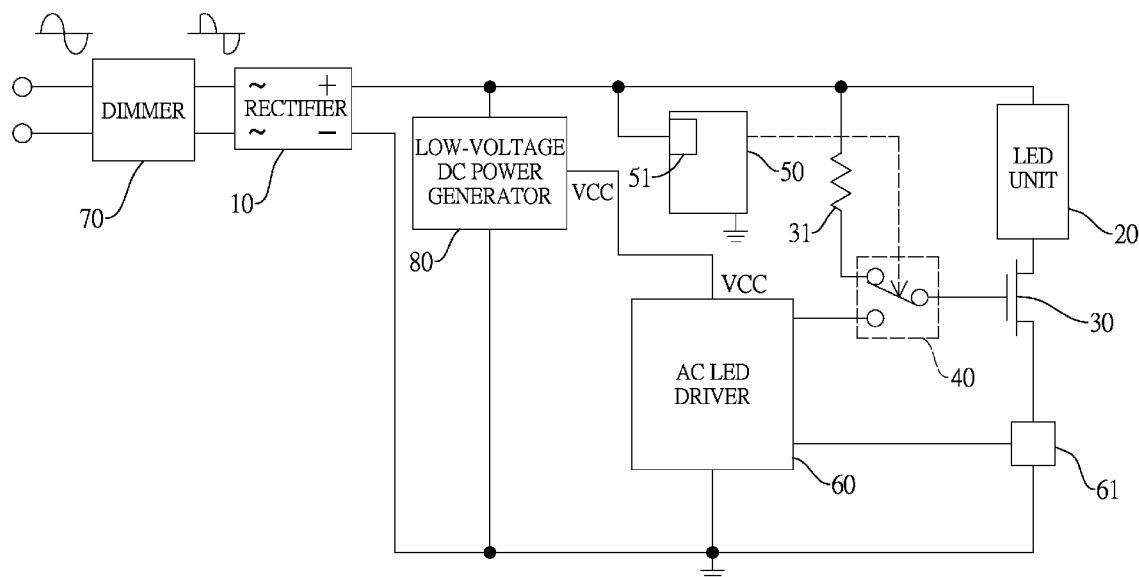 DIMMER
70
~ +
RECTIFIER
~ −
10
LOW-VOLTAGE
DC POWER
GENERATOR
80
VCC
51
50
31
LED
UNIT
20
30
40
VCC
AC LED
DRIVER
60
61